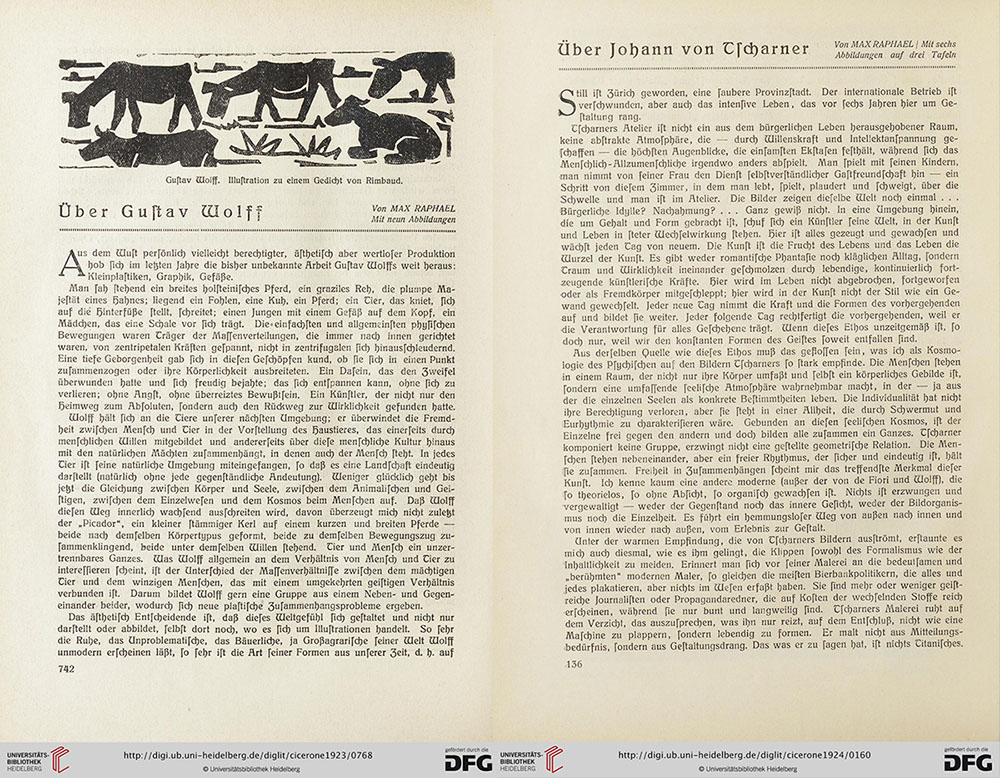 Gustav Wolff. Illustration zu einem Gedicht von Rimbaud.
Über Gustav Wolff
Von MAX RAPHAEL
Mit neun Abbildungen
Aus dem Wust persönlich vielleicht berechtigter, ästhetisch aber wertloser Produktion
hob sich im letzten Jahre die bisher unbekannte Arbeit Gustav Wolffs weit heraus:
Kleinplastiken, Graphik, Gefäße.
Man sah stehend ein breites holsteinisches Pferd, ein graziles Reh, die plumpe Ma-
jestät eines Hahnes; liegend ein Fohlen, eine Kuh, ein Pferd; ein Tier, das kniet, sich
auf die Hinterfüße stellt, schreitet; einen Jungen mit einem Gefäß auf dem Kopf, ein
Mädchen, das eine Schale vor sich trägt. Die einfachsten und allgemeinsten physischen
Bewegungen waren Träger der Massenverteilungen, die immer nach innen gerichtet
waren, von zentripetalen Kräften gespannt, nicht in zentrifugalen sich hinausschleudernd.
Eine tiefe Geborgenheit gab sich in diesen Geschöpfen kund, ob sie sich in einen Punkt
zusammenzogen oder ihre Körperlichkeit ausbreiteten. Ein Dasein, das den Zweifel
überwunden hatte und sich freudig bejahte; das sich entspannen kann, ohne sich zu
verlieren; ohne Angst, ohne überreiztes Bewußtsein. Ein Künstler, der nicht nur den
Heimweg zum Absoluten, sondern auch den Rückweg zur Wirklichkeit gefunden hatte.
Wolff hält sich an die Tiere unserer nächsten Umgebung; er überwindet die Fremd-
heit zwischen Mensch und Tier in der Vorstellung des Haustieres, das einerseits durch
menschlichen Willen mitgebildet und andererseits über diese menschliche Kultur hinaus
mit den natürlichen Mächten zusammenhängt, in denen auch der Mensch steht. In jedes
Tier ist seine natürliche Umgebung miteingefangen, so daß es eine Landschaft eindeutig
darstellt (natürlich ohne jede gegenständliche Andeutung). Weniger glücklich geht bis
jetzt die Gleichung zwischen Körper und Seele, zwischen dem Animalischen und Gei-
stigen, zwischen dem Einzelwesen und dem Kosmos beim Menschen auf. Daß Wolff
diesen Weg innerlich wachsend ausschreiten wird, davon überzeugt mich nicht zuletzt
der „Picador“, ein kleiner stämmiger Kerl auf einem kurzen und breiten Pferde —
beide nach demselben Körpertypus geformt, beide zu demselben Bewegungszug zu-
sammenklingend, beide unter demselben Willen stehend. Tier und Mensch ein unzer-
trennbares Ganzes. Was Wolff allgemein an dem Verhältnis von Mensch und Tier zu
interessieren scheint, ist der Unterschied der Massenverhältnisse zwischen dem mächtigen
Tier und dem winzigen Menschen, das mit einem umgekehrten geistigen Verhältnis
verbunden ist. Darum bildet Wolff gern eine Gruppe aus einem Neben- und Gegen-
einander beider, wodurch sich neue plastische Zusammenhangsprobleme ergeben.
Das ästhetisch Entscheidende ist, daß dieses Weltgefühl sich gestaltet und nicht nur
darstellt oder abbildet, selbst dort noch, wo es sich um Illustrationen handelt. So sehr
die Ruhe, das Unproblematische, das Bäuerliche, ja Großagrarische seiner Welt Wolff
unmodern erscheinen läßt, so sehr ist die Art seiner Formen aus unserer Zeit, d. h. auf
742
Über Johann von Tscharner
Von MAX RAPHAEL | Mit sechs
Abbildungen auf drei Tafeln
Still ist Zürich geworden, eine saubere Provinzstadt. Der internationale Betrieb ist
verschwunden, aber auch das intensive Leben, das vor sechs Jahren hier um Ge-
staltung rang.
Tscharners Atelier ist nicht ein aus dem bürgerlichen Leben herausgehobener Raum,
keine abstrakte Atmosphäre, die — durch Willenskraft und Intellektanspannung ge-
schaffen — die höchsten Augenblicke, die einsamsten Ekstasen festhält, während sich das
Menschlich-Allzumenschliche irgendwo anders abspielt. Man spielt mit seinen Kindern,
man nimmt von seiner Frau den Dienst selbstverständlicher Gastfreundschaft hin — ein
Schritt von diesem Zimmer, in dem man lebt, spielt, plaudert und schweigt, über die
Schwelle und man ist im Atelier. Die Bilder zeigen dieselbe Welt noch einmal . . .
Bürgerliche Idylle? Nachahmung? . . . Ganz gewiß nicht. In eine Umgebung hinein,
die um Gehalt und Form gebracht ist, schuf sich ein Künstler seine Welt, in der Kunst
und Leben in steter Wechselwirkung stehen. Hier ist alles gezeugt und gewachsen und
wächst jeden Tag von neuem. Die Kunst ist die Frucht des Lebens und das Leben die
Wurzel der Kunst. Es gibt weder romantische Phantasie noch kläglichen Alltag, sondern
Traum und Wirklichkeit ineinander geschmolzen durch lebendige, kontinuierlich fort-
zeugende künstlerische Kräfte. Hier wird im Leben nicht abgebrochen, fortgeworfen
oder als Fremdkörper mitgeschleppt; hier wird in der Kunst nicht der Stil wie ein Ge-
wand gewechselt. Jeder neue Tag nimmt die Kraft und die Formen des vorhergehenden
auf und bildet sie weiter. Jeder folgende Tag rechtfertigt die vorhergehenden, weil er
die Verantwortung für alles Geschehene trägt. Wenn dieses Ethos unzeitgemäß ist, so
doch nur, weil wir den konstanten Formen des Geistes soweit entfallen sind.
Aus derselben Quelle wie dieses Ethos muß das geflossen sein, was ich als Kosmo-
logie des Psychischen auf den Bildern Tscharners so stark empfinde. Die Menschen stehen
in einem Raum, der nicht nur ihre Körper umfaßt und selbst ein Körperliches Gebilde ist,
sondern eine umfassende seelische Atmosphäre wahrnehmbar macht, in der — ja aus
der die einzelnen Seelen als konkrete Bestimmtheiten leben. Die Individualität hat nicht
ihre Berechtigung verloren, aber sie steht in einer Allheit, die durch Schwermut und
Eurhythmie zu charakterisieren wäre. Gebunden an diesen seelischen Kosmos, ist der
Einzelne frei gegen den andern und doch bilden alle zusammen ein Ganzes. Tscharner
komponiert keine Gruppe, erzwingt nicht eine gestellte geometrische Relation. Die Men-
schen stehen nebeneinander, aber ein freier Rhythmus, der sicher und eindeutig ist, hält
sie zusammen. Freiheit in Zusammenhängen scheint mir das treffendste Merkmal dieser
Kunst. Ich kenne kaum eine andere moderne (außer der von de Fiori und Wolff), die
so theorielos, so ohne Absicht, so organisch gewachsen ist. Nichts ist erzwungen und
vergewaltigt — weder der Gegenstand noch das innere Gesicht, weder der Bildorganis-
mus noch die Einzelheit. Es führt ein hemmungsloser Weg von außen nach innen und
von innen wieder nach außen, vom Erlebnis zur Gestalt.
Unter der warmen Empfindung, die von Tscharners Bildern ausströmt, erstaunte es
mich auch diesmal, wie es ihm gelingt, die Klippen sowohl des Formalismus wie der
Inhaltlichkeit zu meiden. Erinnert man sich vor seiner Malerei an die bedeutsamen und
„berühmten“ modernen Maler, so gleichen die meisten Bierbankpolitikern, die alles und
jedes plakatieren, aber nichts im Wesen erfaßt haben. Sie sind mehr oder weniger geist-
reiche Journalisten oder Propagandaredner, die auf Kosten der wechselnden Stoffe reich
erscheinen, während sie nur bunt und langweilig sind. Tscharners Malerei ruht auf
dem Verzicht, das auszusprechen, was ihn nur reizt, auf dem Entschluß, nicht wie eine
Maschine zu plappern, sondern lebendig zu formen. Er malt nicht aus Mitteilungs-
bedürfnis, sondern aus Gestaltungsdrang. Das was er zu sagen hat, ist nichts Titanisches.
136
UNIVERSITÄTS-
BIBLIOTHEK
HEIDELBERG
http://digi.ub.uni-heidelberg.de/diglit/cicerone1923/0768
© Universitätsbibliothek Heidelberg
gefördert durch die
DFG
UNIVERSITÄTS-
BIBLIOTHEK
HEIDELBERG
http://digi.ub.uni-heidelberg.de/diglit/cicerone1924/0160
© Universitätsbibliothek Heidelberg
gefördert durch die
DFG